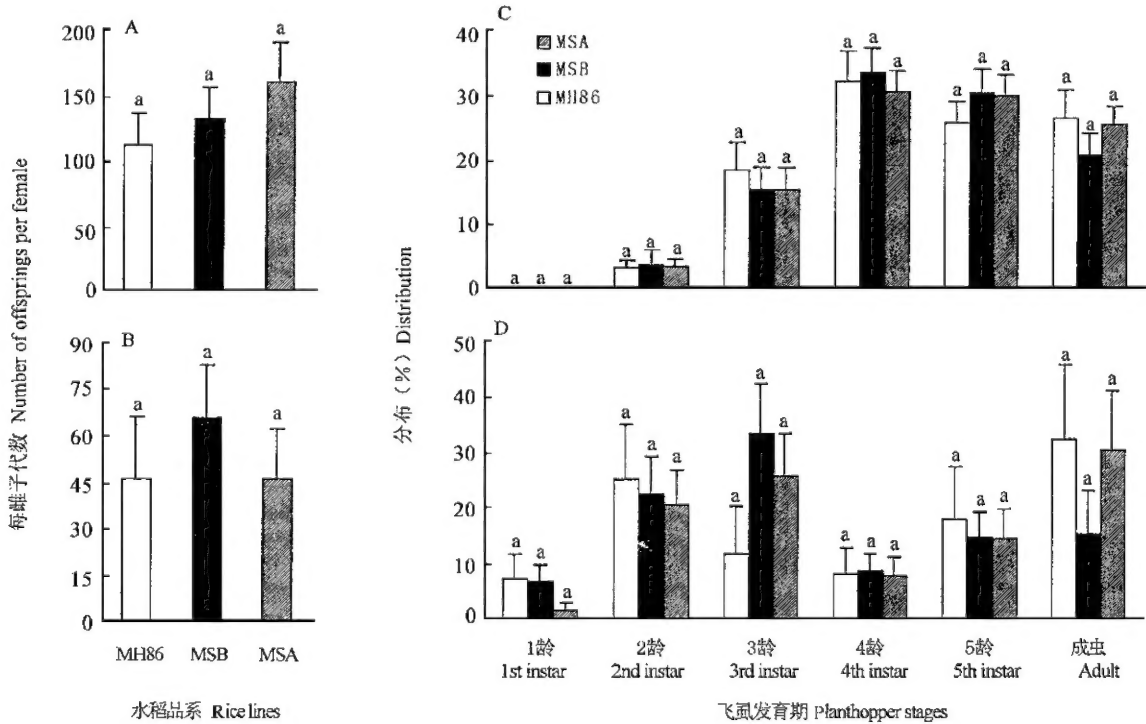 A
200
150
100
50
0
a
a
a
B
90
75
60
45
30
15
0
a
a
a
MH86
MSB
MSA
水稻品系 Rice lines
每雌子代数 Number of offsprings per female
C
40
30
20
10
0
MSA
MSB
MH86
a a a
a a a
a a a
a a a
a a a
a a a
D
50
40
30
20
10
0
a a a
a a a
a a a
a a a
a a a
a a a
1龄
1st instar
2龄
2nd instar
3龄
3rd instar
4龄
4th instar
5龄
5th instar
成虫
Adult
飞虱发育期 Planthopper stages
分布(%) Distribution